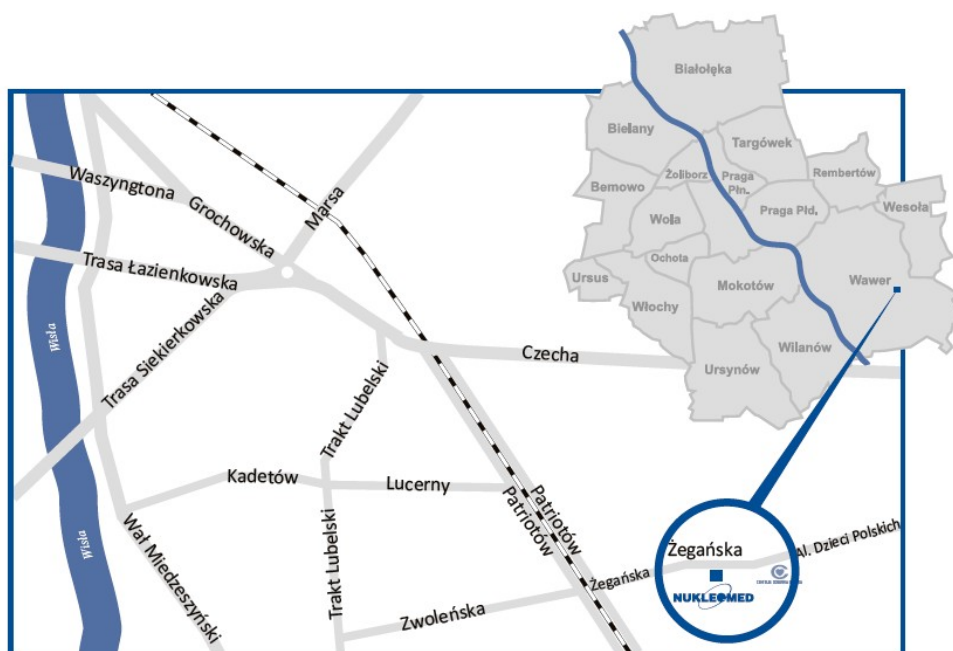 Białołęka
Bielany
Targówek
Żoliborz
Praga
Płn.
Rembertów
Bemowo
Wola
Praga Płd.
Wesoła
Ochota
Ursus
Włochy
Mokotów
Wawer
Wilanów
Ursynów
Waszyngtona
Grochowska
Marsa
Trasa Łazienkowska
Wisła
Trasa Siekierkowska
Czecha
Trakt Lubelski
Kadetów
Lucerny
Patriotów
Patriotów
Wisła
Wał Miedzeszyński
Trakt Lubelski
Zwoleńska
Żegańska
Żegańska
Al. Dzieci Polskich
NUKLEOMED